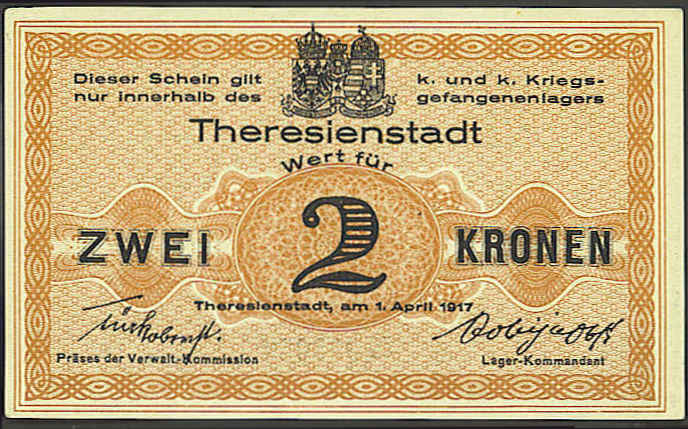 Dieser Schein gilt k. und k. Kriegs-
nur innerhalb des gefangenenlagers
Theresienstadt
Wert für
ZWEI 2 KRONEN
Theresienstadt, am 1. April 1917
Präses der Verwalt.-Kommission Lager-Kommandant